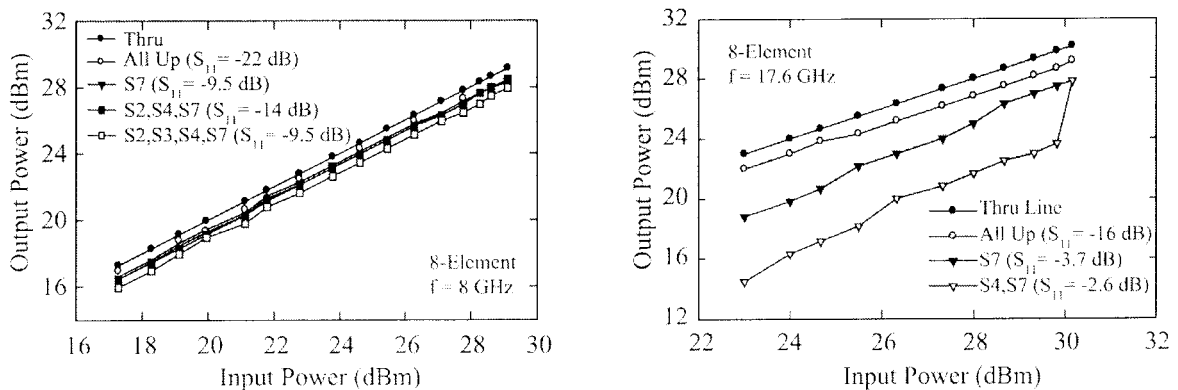 32
28
24
20
16
Output Power (dBm)
Thru
All Up (S11= -22 dB)
S7 (S11= -9.5 dB)
S2,S4,S7 (S11= -14 dB)
S2,S3,S4,S7 (S11= -9.5 dB)
8-Element
f = 8 GHz
16 18 20 22 24 26 28 30
Input Power (dBm)
32
28
24
20
16
12
Output Power (dBm)
8-Element
f = 17.6 GHz
Thru Line
All Up (S11= -16 dB)
S7 (S11= -3.7 dB)
S4,S7 (S11= -2.6 dB)
22 24 26 28 30 32
Input Power (dBm)